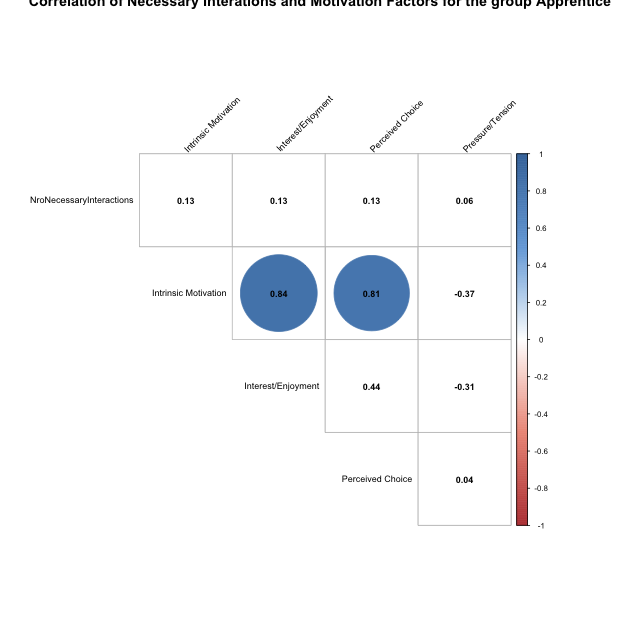 Correlation of Necessary Interations and Motivation Factors for the group Apprentice
Intrinsic Motivation
Interest/Enjoyment
Perceived Choice
Pressure/Tension
NroNecessaryInteractions
0.13
0.13
0.13
0.06
Intrinsic Motivation
0.84
0.81
-0.37
Interest/Enjoyment
0.44
-0.31
Perceived Choice
0.04
1
0.8
0.6
0.4
0.2
0
-0.2
-0.4
-0.6
-0.8
-1